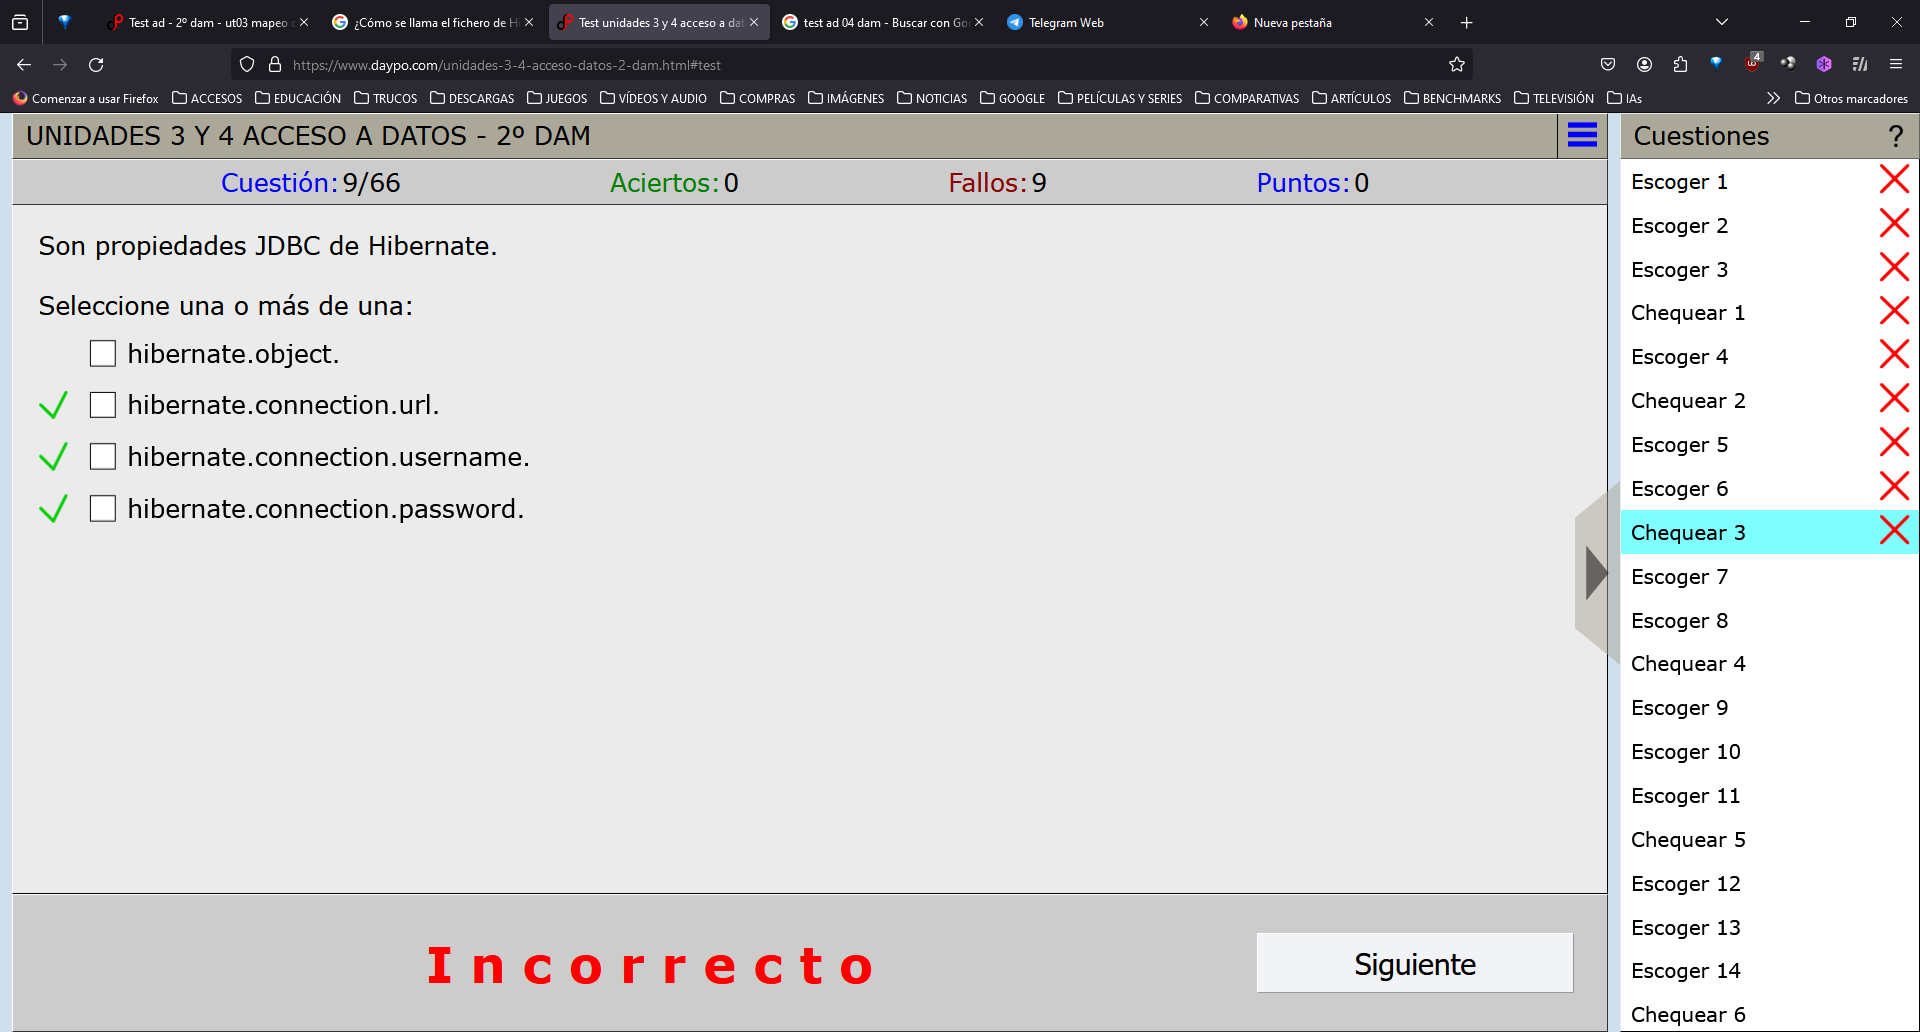 Test ad - 2º dam - ut03 mapeo
¿Cómo se llama el fichero de H
Test unidades 3 y 4 acceso a dat
test ad 04 dam - Buscar con Go
Telegram Web
Nueva pestaña
https://www.daypo.com/unidades-3-4-acceso-datos-2-dam.html#test
4
Comenzar a usar Firefox
ACCESOS
EDUCACIÓN
TRUCOS
DESCARGAS
JUEGOS
VÍDEOS Y AUDIO
COMPRAS
IMÁGENES
NOTICIAS
GOOGLE
PELÍCULAS Y SERIES
COMPARATIVAS
ARTÍCULOS
BENCHMARKS
TELEVISIÓN
IAs
Otros marcadores
UNIDADES 3 Y 4 ACCESO A DATOS - 2º DAM
Cuestión: 9/66
Aciertos: 0
Fallos: 9
Puntos: 0
Son propiedades JDBC de Hibernate.
Seleccione una o más de una:
hibernate.object.
hibernate.connection.url.
hibernate.connection.username.
hibernate.connection.password.
Incorrecto
Siguiente
Cuestiones ?
Escoger 1
Escoger 2
Escoger 3
Chequear 1
Escoger 4
Chequear 2
Escoger 5
Escoger 6
Chequear 3
Escoger 7
Escoger 8
Chequear 4
Escoger 9
Escoger 10
Escoger 11
Chequear 5
Escoger 12
Escoger 13
Escoger 14
Chequear 6